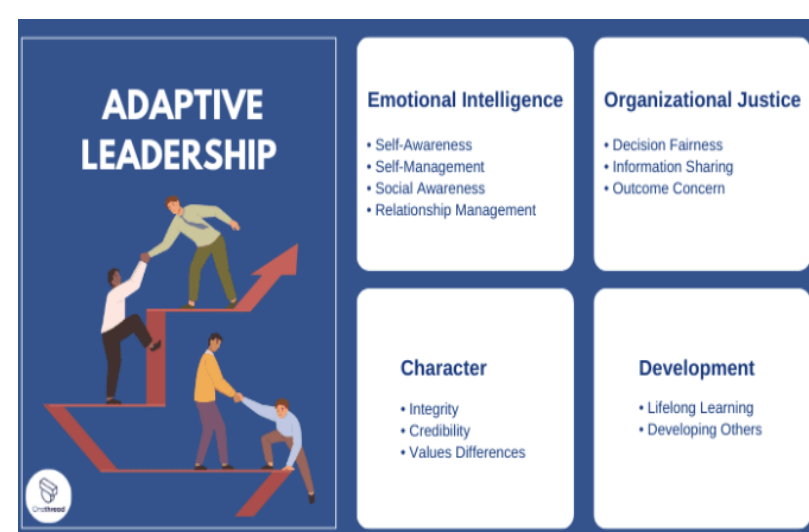 ADAPTIVE
LEADERSHIP
Emotional Intelligence
• Self-Awareness
• Self-Management
• Social Awareness
• Relationship Management
Organizational Justice
• Decision Fairness
• Information Sharing
• Outcome Concern
Character
• Integrity
• Credibility
• Values Differences
Development
• Lifelong Learning
• Developing Others